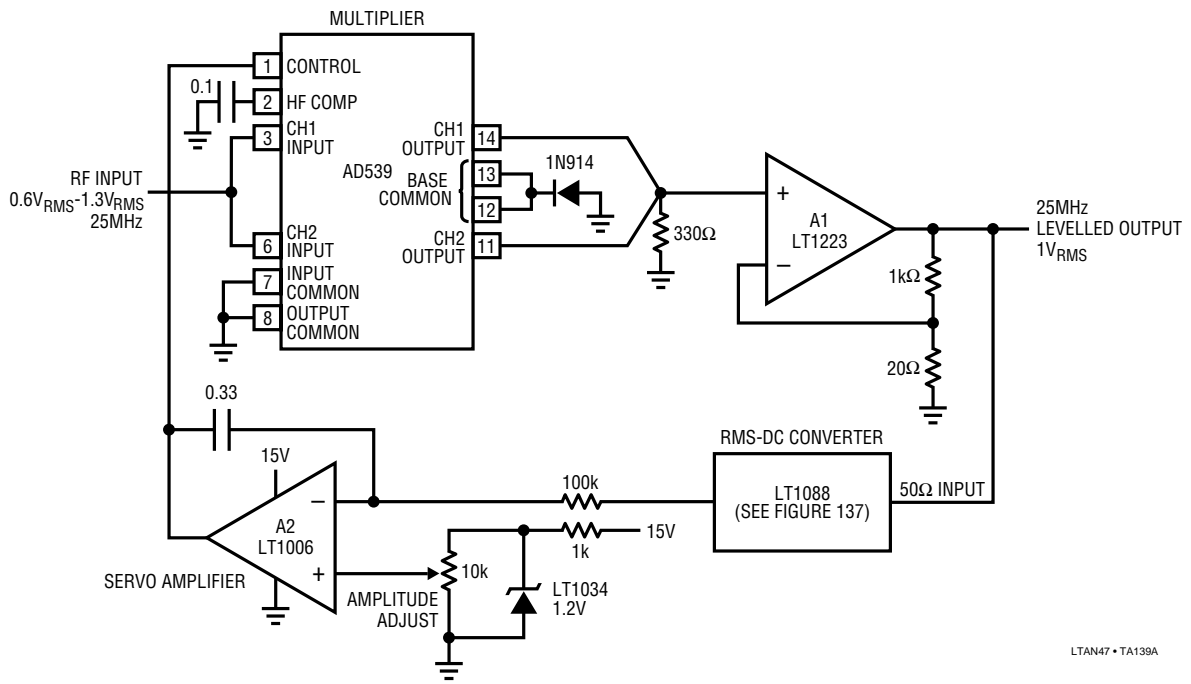 MULTIPLIER
1 CONTROL
0.1
2 HF COMP
3 CH1
INPUT
CH1
OUTPUT 14
AD539
BASE
COMMON
13
12
1N914
RF INPUT
0.6VRMS-1.3VRMS
25MHz
6 CH2
INPUT
CH2
OUTPUT 11
7 INPUT
COMMON
8 OUTPUT
COMMON
330Ω
+
A1
LT1223
−
25MHz
LEVELLED OUTPUT
1VRMS
1kΩ
20Ω
0.33
15V
−
A2
LT1006
+
SERVO AMPLIFIER
100k
RMS-DC CONVERTER
LT1088
(SEE FIGURE 137)
50Ω INPUT
1k
15V
10k
AMPLITUDE
ADJUST
LT1034
1.2V
LTAN47 • TA139A